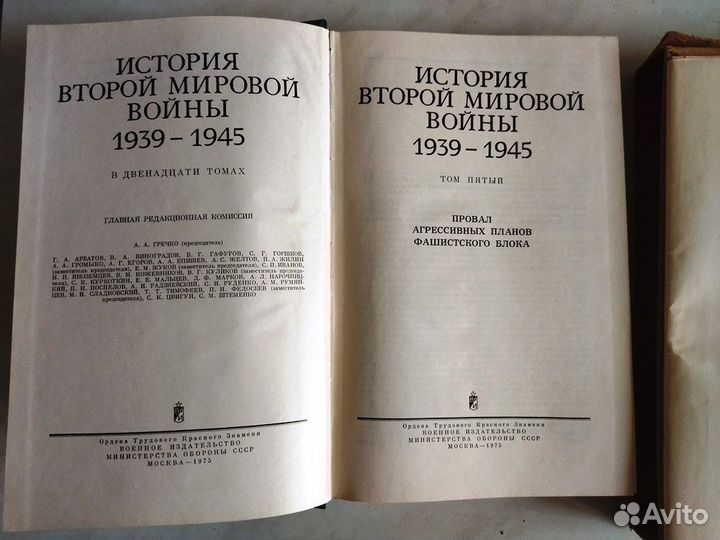 ИСТОРИЯ
ВТОРОЙ МИРОВОЙ
ВОЙНЫ
1939 – 1945
В ДВЕНАДЦАТИ ТОМАХ
ГЛАВНАЯ РЕДАКЦИОННАЯ КОМИССИЯ
А. А. ГРЕЧКО (председатель)
Г. А. АРБАТОВ, В. А. ВИНОГРАДОВ, Б. Г. ГАФУРОВ, С. Г. ГОРШКОВ,
А. А. ГРОМЫКО, А. Г. ЕГОРОВ, А. А. ЕПИШЕВ, А. С. ЖЕЛТОВ, П. А. ЖИЛИН
(заместитель председателя), Е. М. ЖУКОВ (заместитель председателя), С. П. ИВАНОВ,
Н. Н. ИНОЗЕМЦЕВ, В. М. КОЖЕВНИКОВ, В. Г. КУЛИКОВ (заместитель председа-
теля), С. К. КУРКОТКИН, Е. Е. МАЛЬЦЕВ, Д. Ф. МАРКОВ, А. Л. НАРОЧНИЦ-
КИЙ, П. Н. ПОСПЕЛОВ, А. И. РАДЗИЕВСКИЙ, С. И. РУДЕНКО, А. М. РУМЯН-
ЦЕВ, М. И. СЛАДКОВСКИЙ, Т. Т. ТИМОФЕЕВ, П. Н. ФЕДОСЕЕВ (заместитель
председателя), С. К. ЦВИГУН, С. М. ШТЕМЕНКО
Ордена Трудового Красного Знамени
ВОЕННОЕ ИЗДАТЕЛЬСТВО
МИНИСТЕРСТВА ОБОРОНЫ СССР
МОСКВА—1975
ИСТОРИЯ
ВТОРОЙ МИРОВОЙ
ВОЙНЫ
1939 – 1945
ТОМ ПЯТЫЙ
ПРОВАЛ
АГРЕССИВНЫХ ПЛАНОВ
ФАШИСТСКОГО БЛОКА
Ордена Трудового Красного Знамени
ВОЕННОЕ ИЗДАТЕЛЬСТВО
МИНИСТЕРСТВА ОБОРОНЫ СССР
МОСКВА—1975
Avito